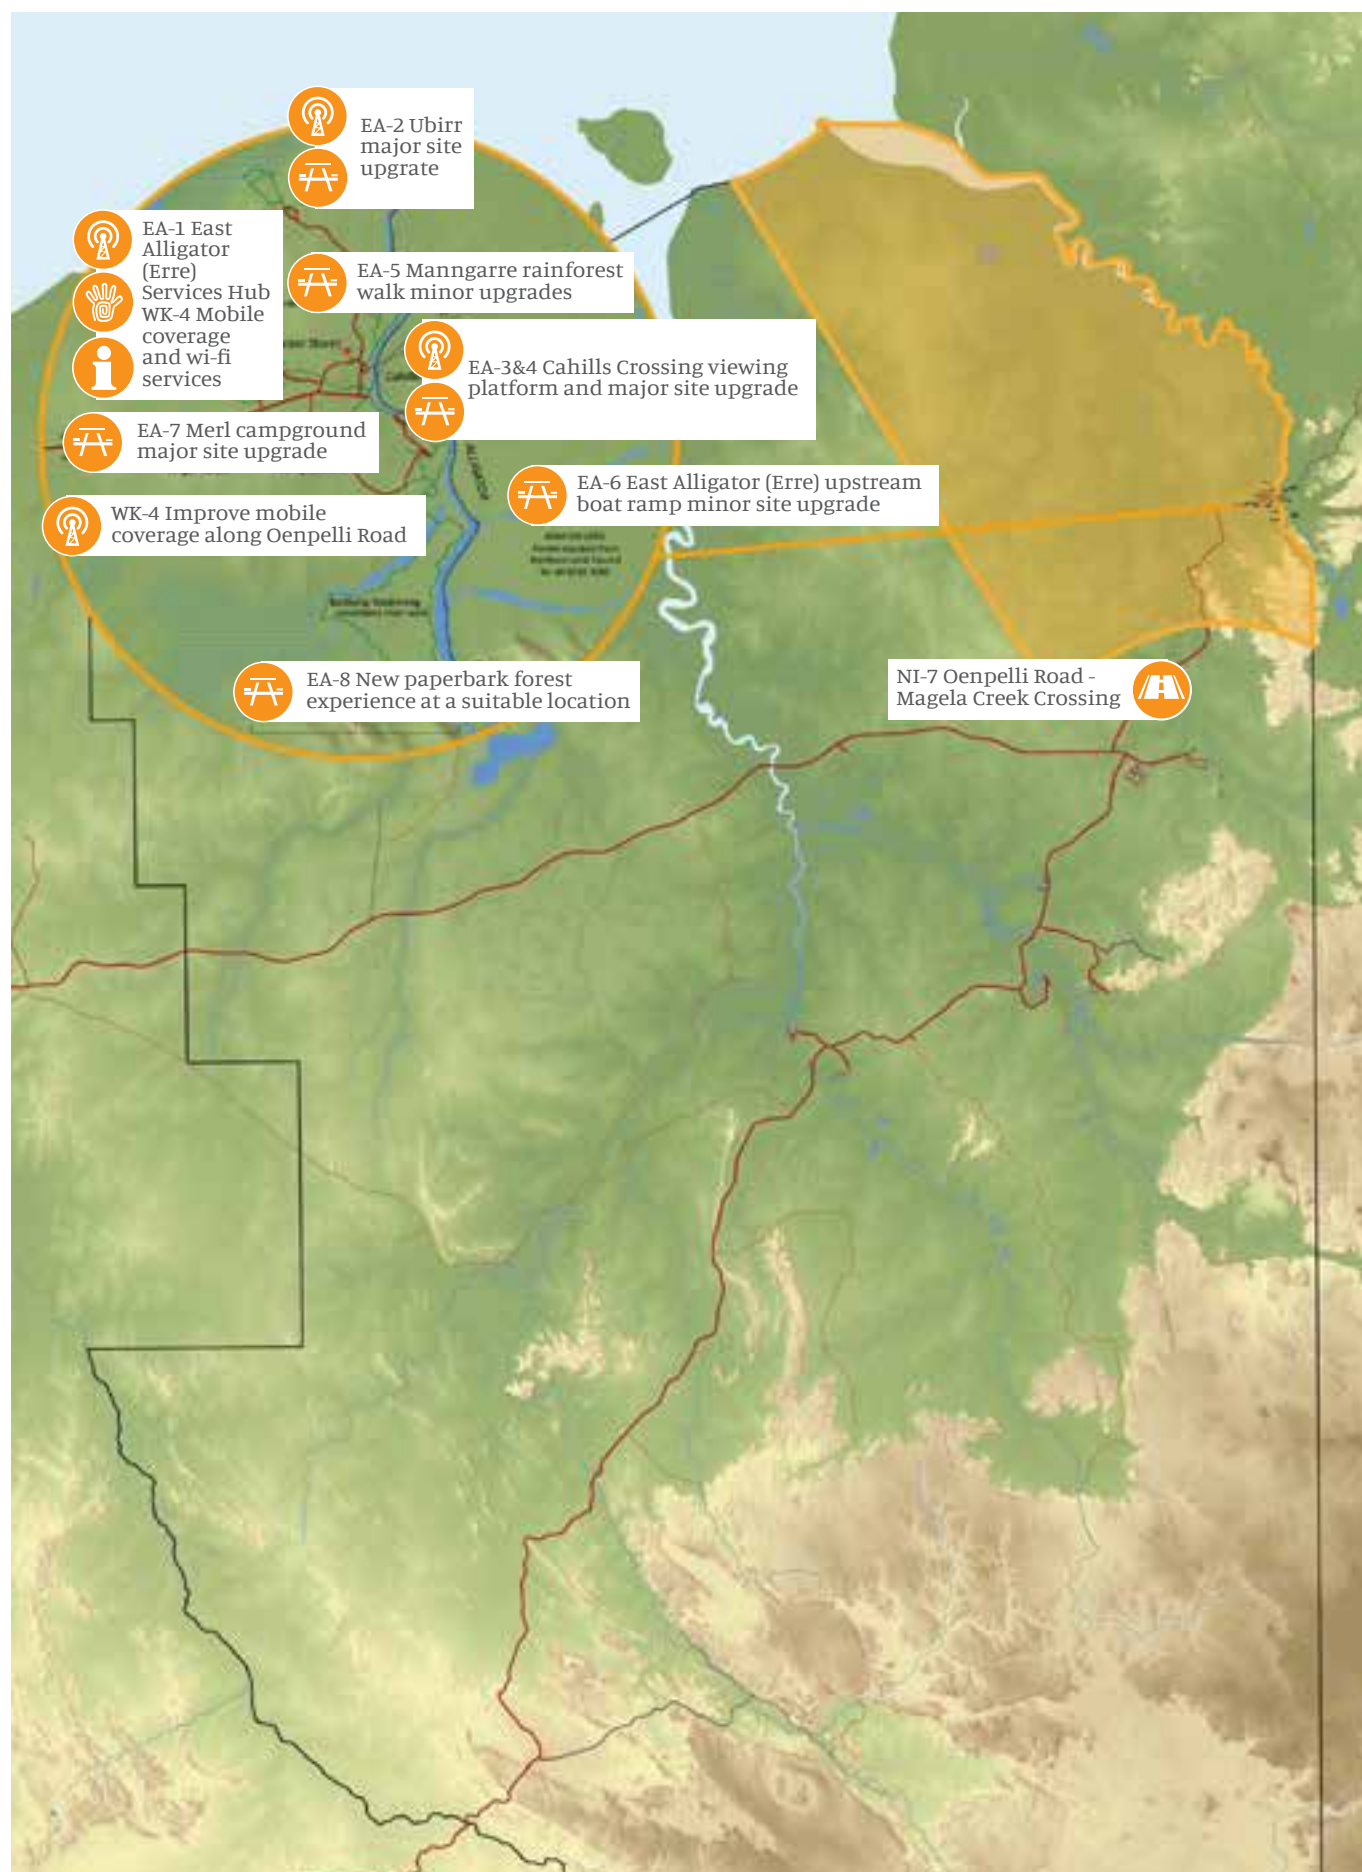 EA-2 Ubirr
major site
upgrate
EA-1 East
Alligator
(Erre)
Services Hub
WK-4 Mobile
coverage
and wi-fi
services
EA-5 Manngarre rainforest
walk minor upgrades
EA-3&4 Cahills Crossing viewing
platform and major site upgrade
EA-7 Merl campground
major site upgrade
ALLIGATOR
EA-6 East Alligator (Erre) upstream
boat ramp minor site upgrade
WK-4 Improve mobile
coverage along Oenpelli Road
EA-8 New paperbark forest
experience at a suitable location
NI-7 Oenpelli Road -
Magela Creek Crossing